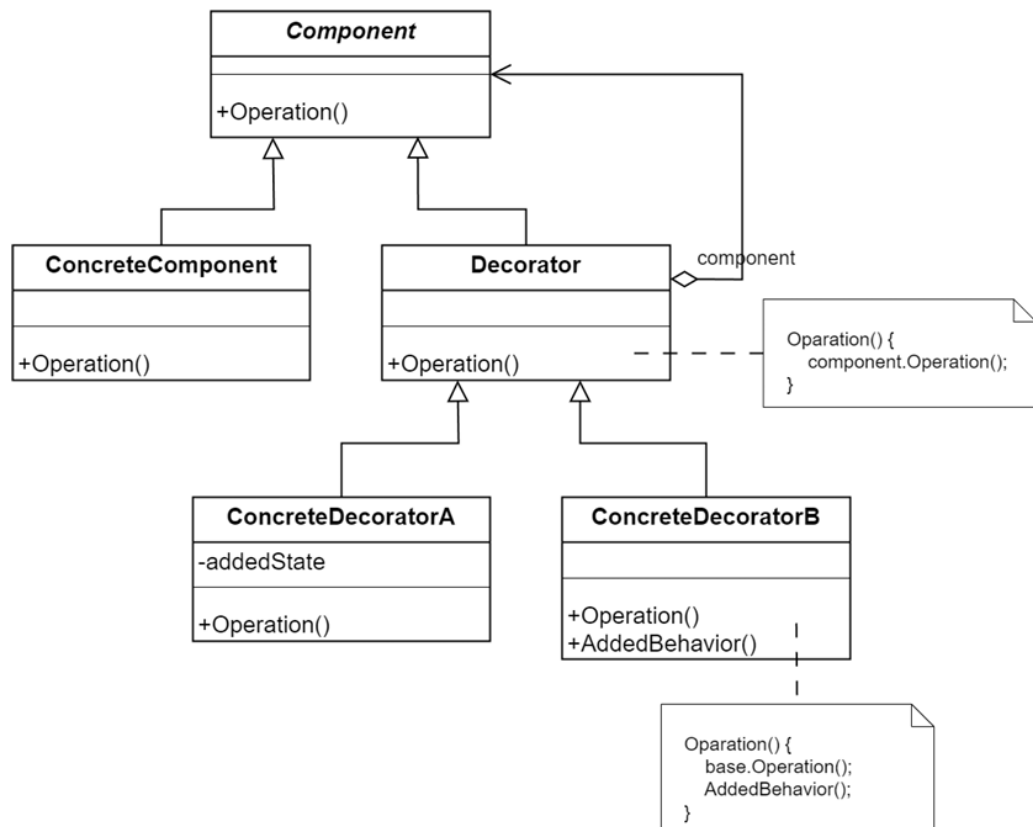 Component
+Operation()
ConcreteComponent
+Operation()
Decorator
+Operation()
component
Oparation() {
component.Operation();
}
ConcreteDecoratorA
-addedState
+Operation()
ConcreteDecoratorB
+Operation()
+AddedBehavior()
Oparation() {
base.Operation();
AddedBehavior();
}